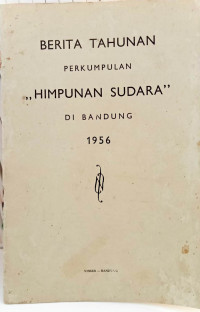 BERITA TAHUNAN
PERKUMPULAN
„HIMPUNAN SUDARA”
DI BANDUNG
1956